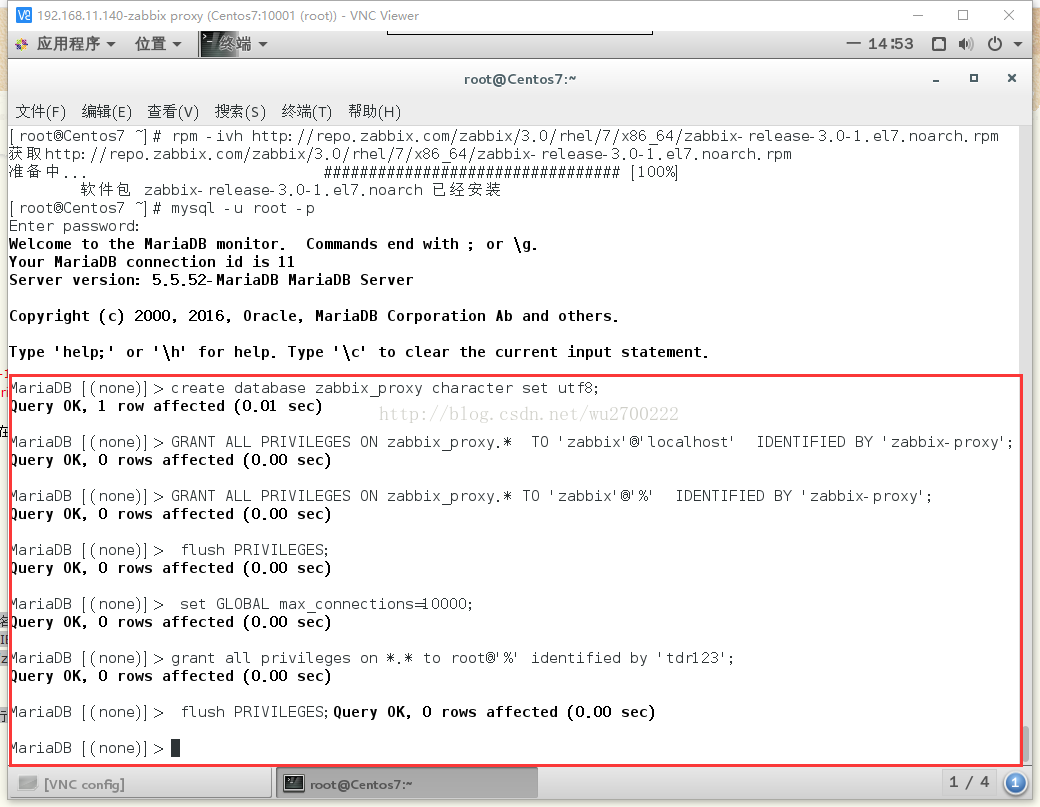 192.168.11.140-zabbix proxy (Centos7:10001 (root)) - VNC Viewer
应用程序 位置 终端 14:53
root@Centos7:~
文件(F) 编辑(E) 查看(V) 搜索(S) 终端(T) 帮助(H)
[root@Centos7 ~]# rpm -ivh http://repo.zabbix.com/zabbix/3.0/rhel/7/x86_64/zabbix-release-3.0-1.el7.noarch.rpm
获取http://repo.zabbix.com/zabbix/3.0/rhel/7/x86_64/zabbix-release-3.0-1.el7.noarch.rpm
准备中... ################################# [100%]
软件包 zabbix-release-3.0-1.el7.noarch 已经安装
[root@Centos7 ~]# mysql -u root -p
Enter password:
Welcome to the MariaDB monitor.  Commands end with ; or \g.
Your MariaDB connection id is 11
Server version: 5.5.52-MariaDB MariaDB Server
Copyright (c) 2000, 2016, Oracle, MariaDB Corporation Ab and others.
Type 'help;' or '\h' for help. Type '\c' to clear the current input statement.
MariaDB [(none)]> create database zabbix_proxy character set utf8;
Query OK, 1 row affected (0.01 sec)
http://blog.csdn.net/wu2700222
MariaDB [(none)]> GRANT ALL PRIVILEGES ON zabbix_proxy.*  TO 'zabbix'@'localhost'  IDENTIFIED BY 'zabbix-proxy';
Query OK, 0 rows affected (0.00 sec)
MariaDB [(none)]> GRANT ALL PRIVILEGES ON zabbix_proxy.* TO 'zabbix'@'%'  IDENTIFIED BY 'zabbix-proxy';
Query OK, 0 rows affected (0.00 sec)
MariaDB [(none)]>  flush PRIVILEGES;
Query OK, 0 rows affected (0.00 sec)
MariaDB [(none)]>  set GLOBAL max_connections=10000;
Query OK, 0 rows affected (0.00 sec)
MariaDB [(none)]> grant all privileges on *.* to root@'%' identified by 'tdr123';
Query OK, 0 rows affected (0.00 sec)
MariaDB [(none)]>  flush PRIVILEGES;Query OK, 0 rows affected (0.00 sec)
MariaDB [(none)]>
[VNC config] root@Centos7:~ 1 / 4 1